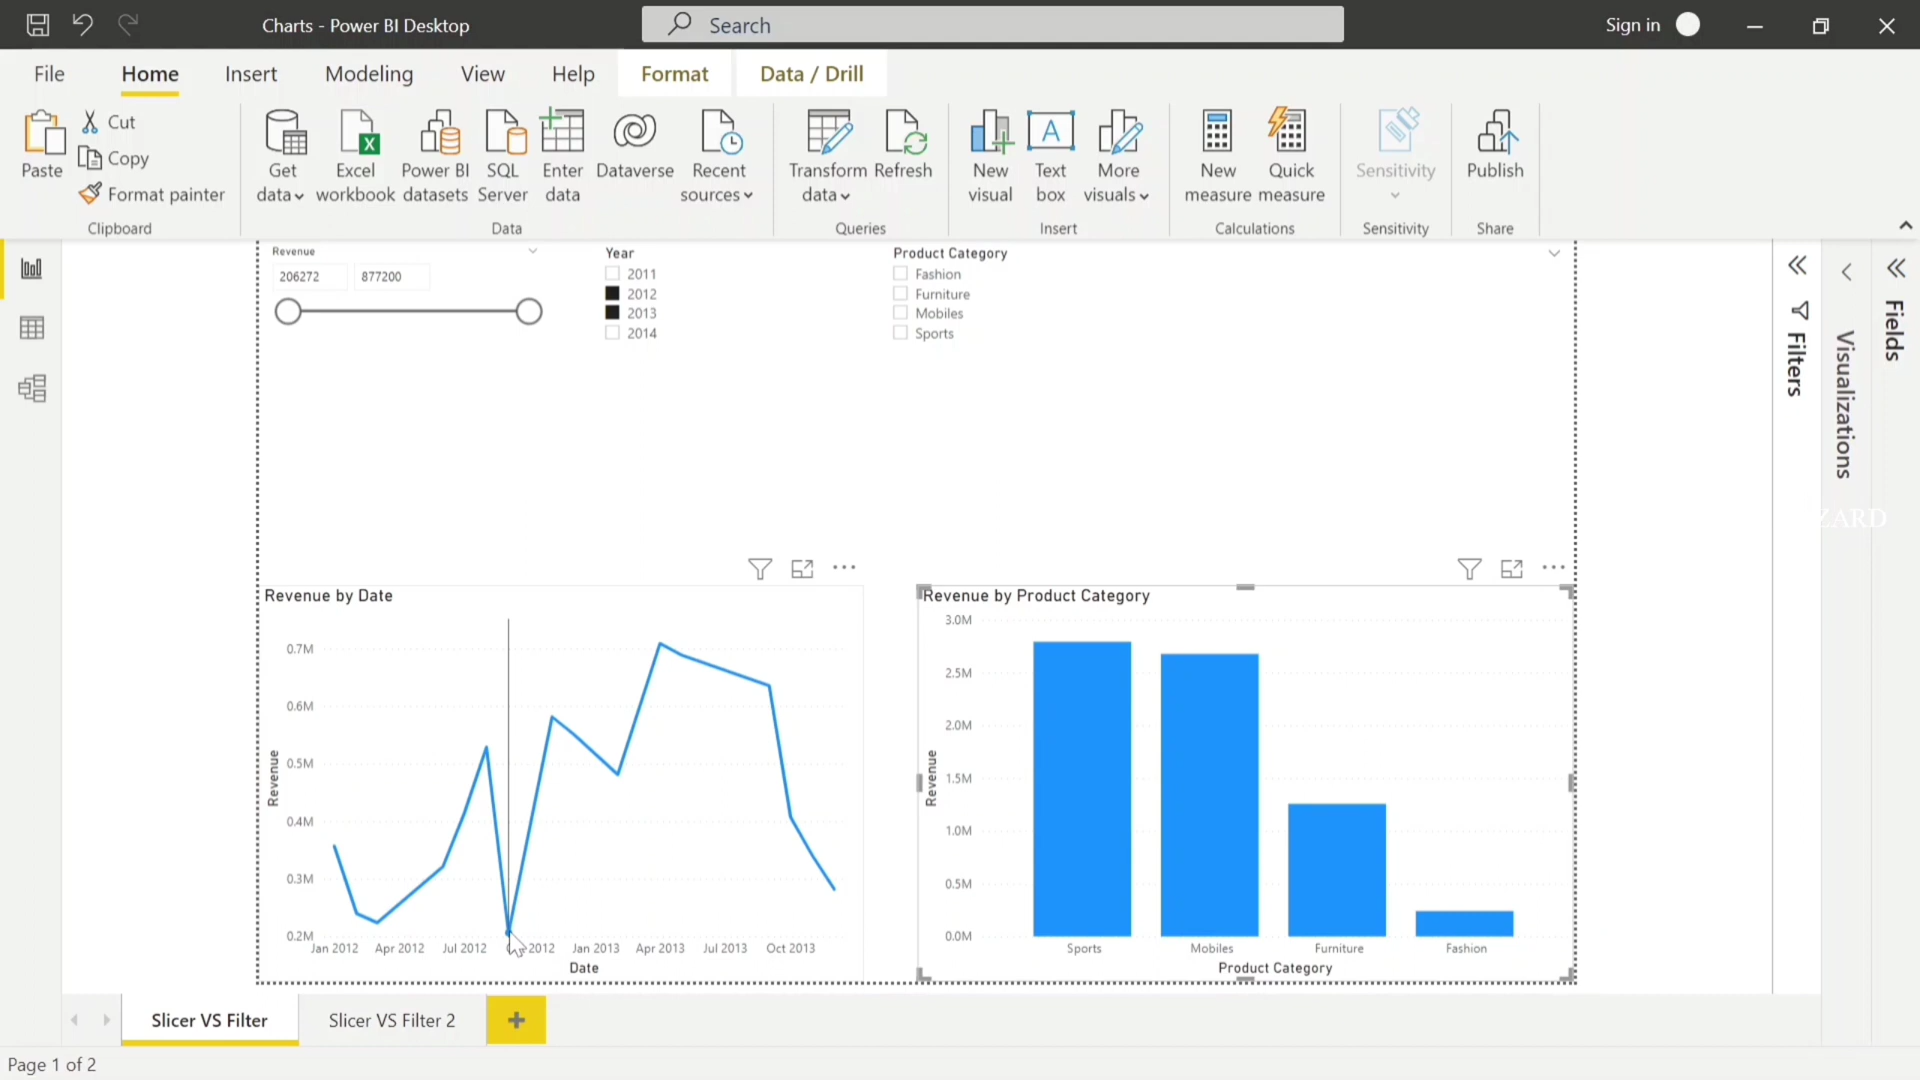 Charts - Power BI Desktop
Search
Sign in
File Home Insert Modeling View Help Format Data / Drill
Paste
Cut
Copy
Format painter
Clipboard
Get data
Excel workbook
Power BI datasets
SQL Server
Enter data
Dataverse
Recent sources
Data
Transform data
Refresh
Queries
New visual
Text box
More visuals
Insert
New measure
Quick measure
Calculations
Sensitivity
Sensitivity
Publish
Share
Revenue
206272 877200
Year
2011
2012
2013
2014
Product Category
Fashion
Furniture
Mobiles
Sports
Filters
Visualizations
Fields
ZARD
Revenue by Date
0.7M
0.6M
0.5M
0.4M
0.3M
0.2M
Revenue
Jan 2012 Apr 2012 Jul 2012 2012 Jan 2013 Apr 2013 Jul 2013 Oct 2013
Date
Revenue by Product Category
3.0M
2.5M
2.0M
1.5M
1.0M
0.5M
0.0M
Revenue
Sports Mobiles Furniture Fashion
Product Category
Slicer VS Filter
Slicer VS Filter 2
Page 1 of 2